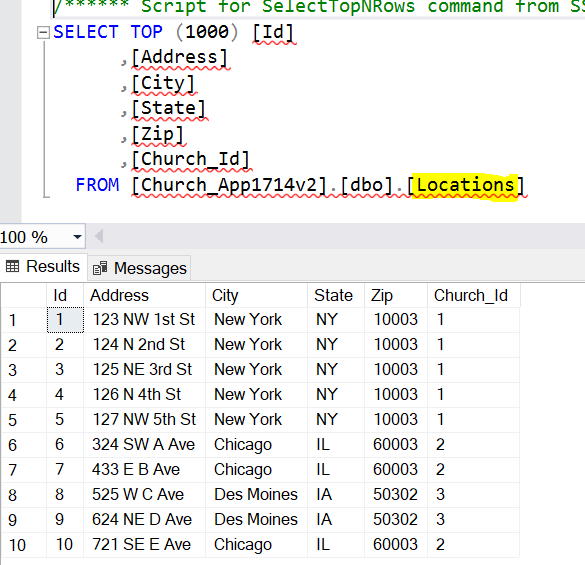 /****** Script for SelectTopNRows command from SS
SELECT TOP (1000) [Id]
,[Address]
,[City]
,[State]
,[Zip]
,[Church_Id]
FROM [Church_App1714v2].[dbo].[Locations]
100 %
Results Messages
Id Address City State Zip Church_Id
1 1 123 NW 1st St New York NY 10003 1
2 2 124 N 2nd St New York NY 10003 1
3 3 125 NE 3rd St New York NY 10003 1
4 4 126 N 4th St New York NY 10003 1
5 5 127 NW 5th St New York NY 10003 1
6 6 324 SW A Ave Chicago IL 60003 2
7 7 433 E B Ave Chicago IL 60003 2
8 8 525 W C Ave Des Moines IA 50302 3
9 9 624 NE D Ave Des Moines IA 50302 3
10 10 721 SE E Ave Chicago IL 60003 2